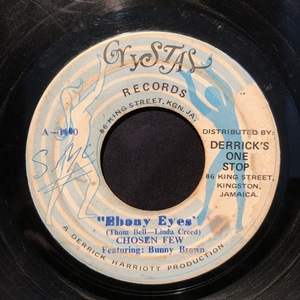 CRYSTAL
RECORDS
86 KING-STREET, KGN. JA.
DISTRIBUTED BY:
DERRICK'S
ONE
STOP
86 KING STREET,
KINGSTON,
JAMAICA.
"Ebony Eyes"
(Thom Bell—Linda Creed)
CHOSEN FEW
Featuring: Bunny Brown
A DERRICK HARRIOTT PRODUCTION